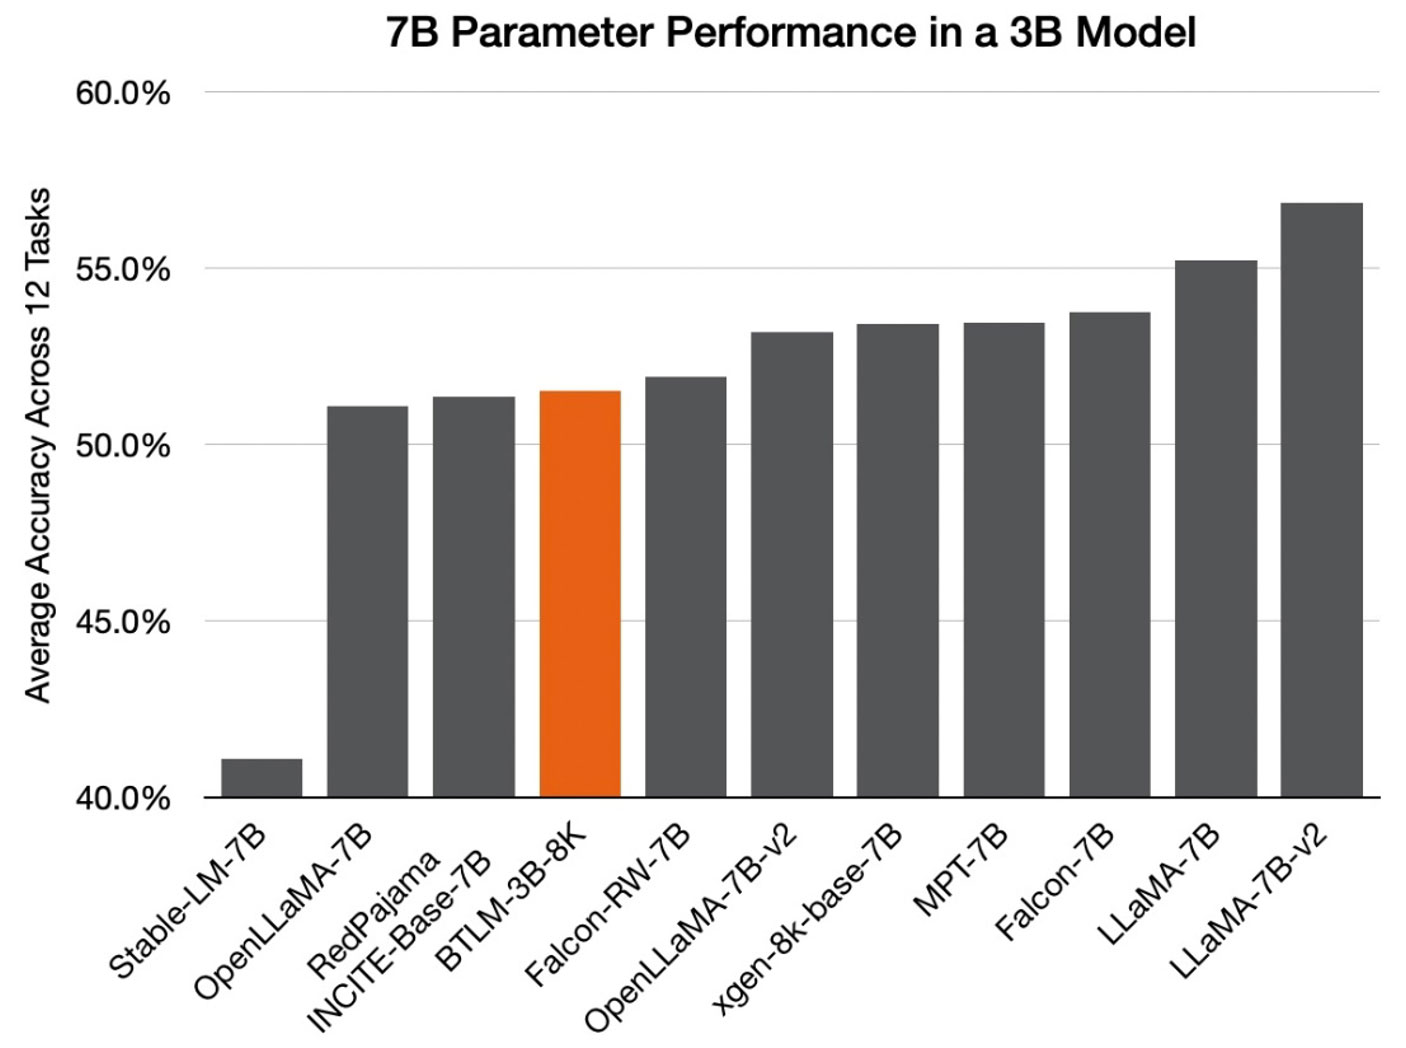 7B Parameter Performance in a 3B Model
Average Accuracy Across 12 Tasks
60.0%
55.0%
50.0%
45.0%
40.0%
Stable-LM-7B
OpenLLaMA-7B
RedPajama
INCITE-Base-7B
BTLM-3B-8K
Falcon-RW-7B
OpenLLaMA-7B-v2
xgen-8k-base-7B
MPT-7B
Falcon-7B
LLaMA-7B
LLaMA-7B-v2